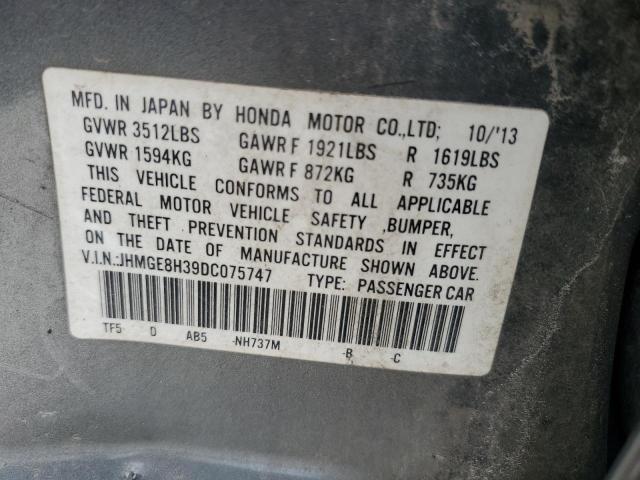 MFD. IN JAPAN BY HONDA MOTOR CO.,LTD; 10/'13
GVWR 3512LBS GAWR F 1921LBS R 1619LBS
GVWR 1594KG GAWR F 872KG R 735KG
THIS VEHICLE CONFORMS TO ALL APPLICABLE
FEDERAL MOTOR VEHICLE SAFETY ,BUMPER,
AND THEFT PREVENTION STANDARDS IN EFFECT
ON THE DATE OF MANUFACTURE SHOWN ABOVE.
V.I.N.:JHMGE8H39DC075747 TYPE: PASSENGER CAR
TF5 D AB5 -NH737M -B -C